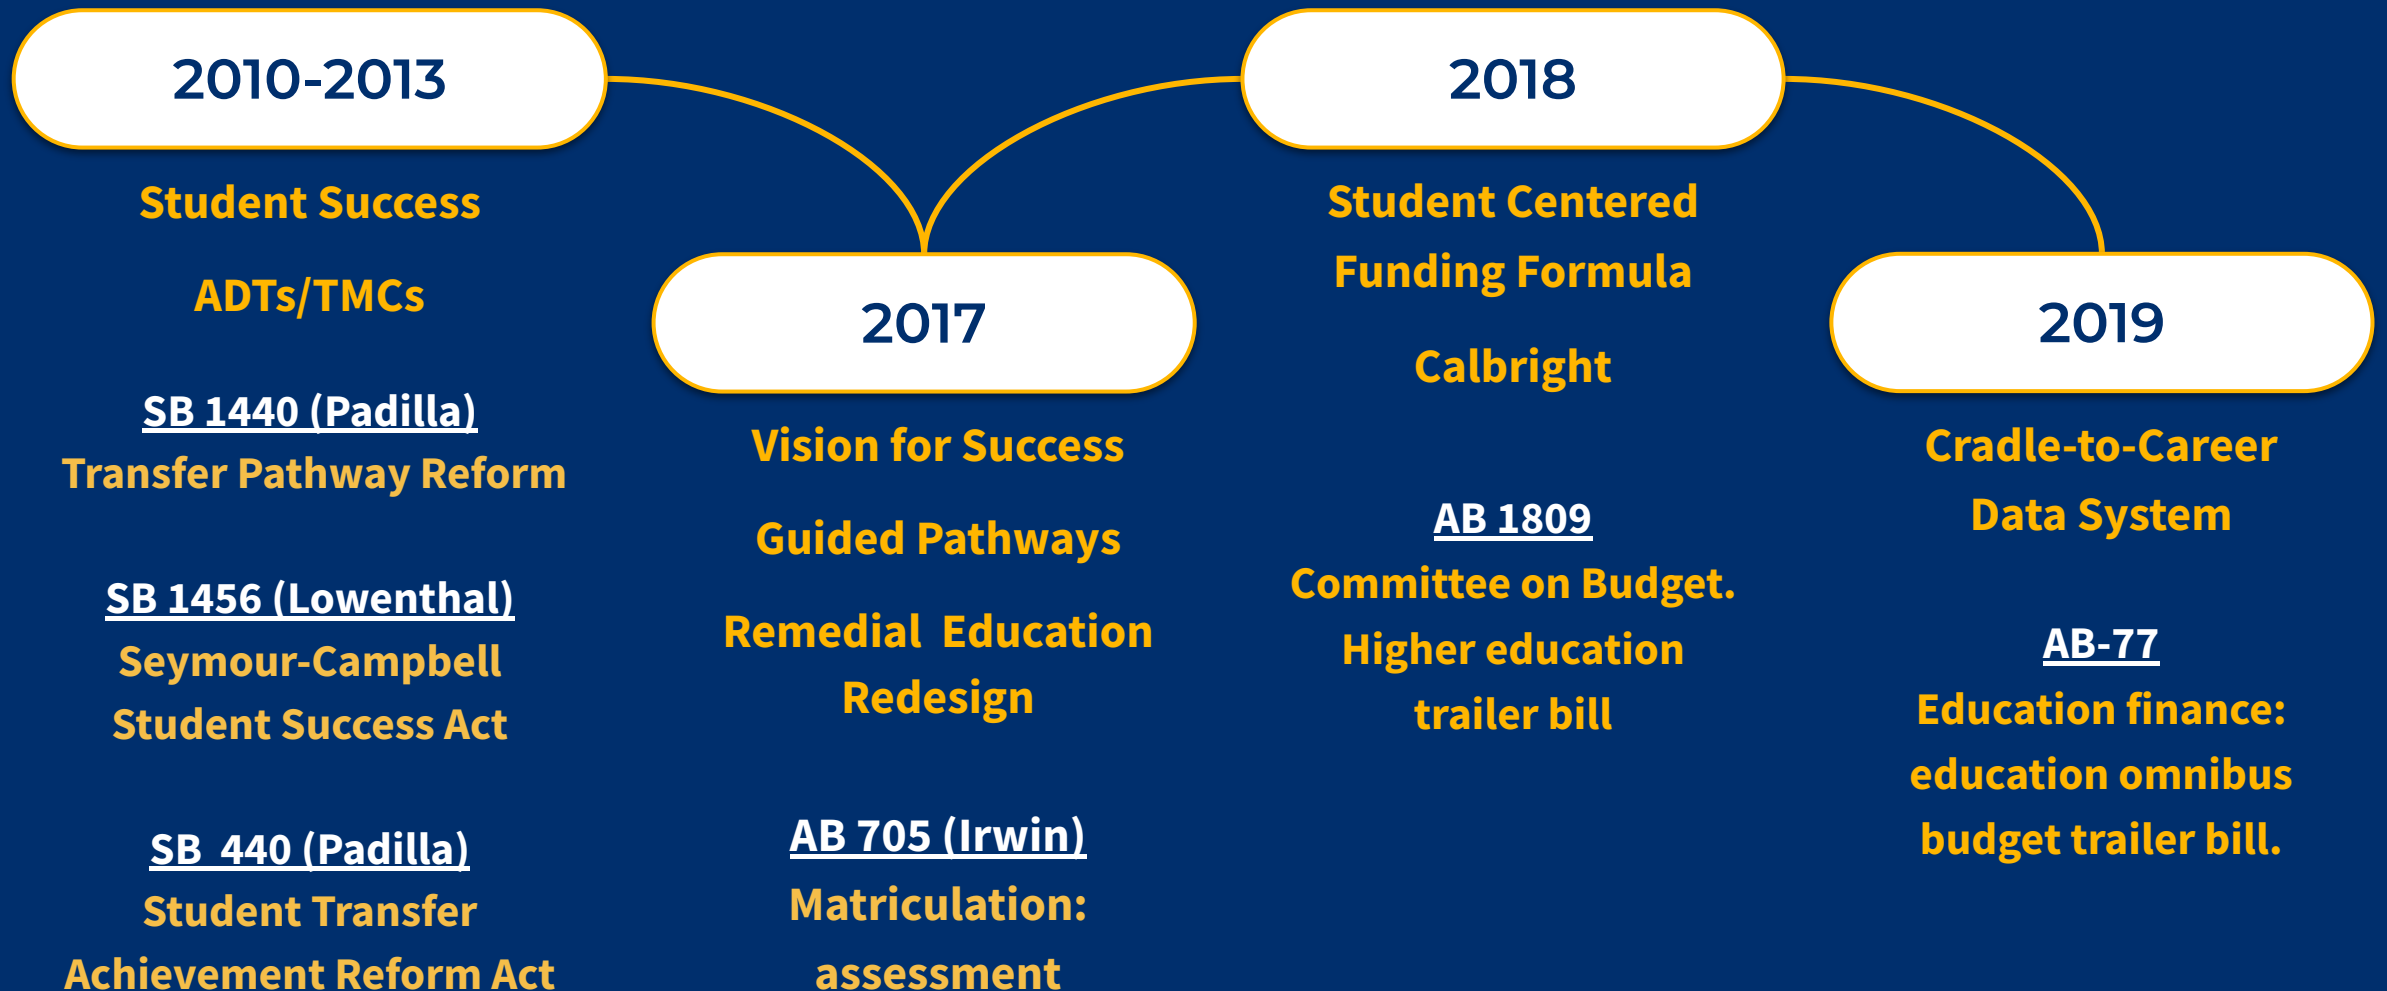 2010-2013
Student Success
ADTs/TMCs
SB 1440 (Padilla)
Transfer Pathway Reform
SB 1456 (Lowenthal)
Seymour-Campbell
Student Success Act
SB  440 (Padilla)
Student Transfer
Achievement Reform Act
2017
Vision for Success
Guided Pathways
Remedial  Education
Redesign
AB 705 (Irwin)
Matriculation:
assessment
2018
Student Centered
Funding Formula
Calbright
AB 1809
Committee on Budget.
Higher education
trailer bill
2019
Cradle-to-Career
Data System
AB-77
Education finance:
education omnibus
budget trailer bill.